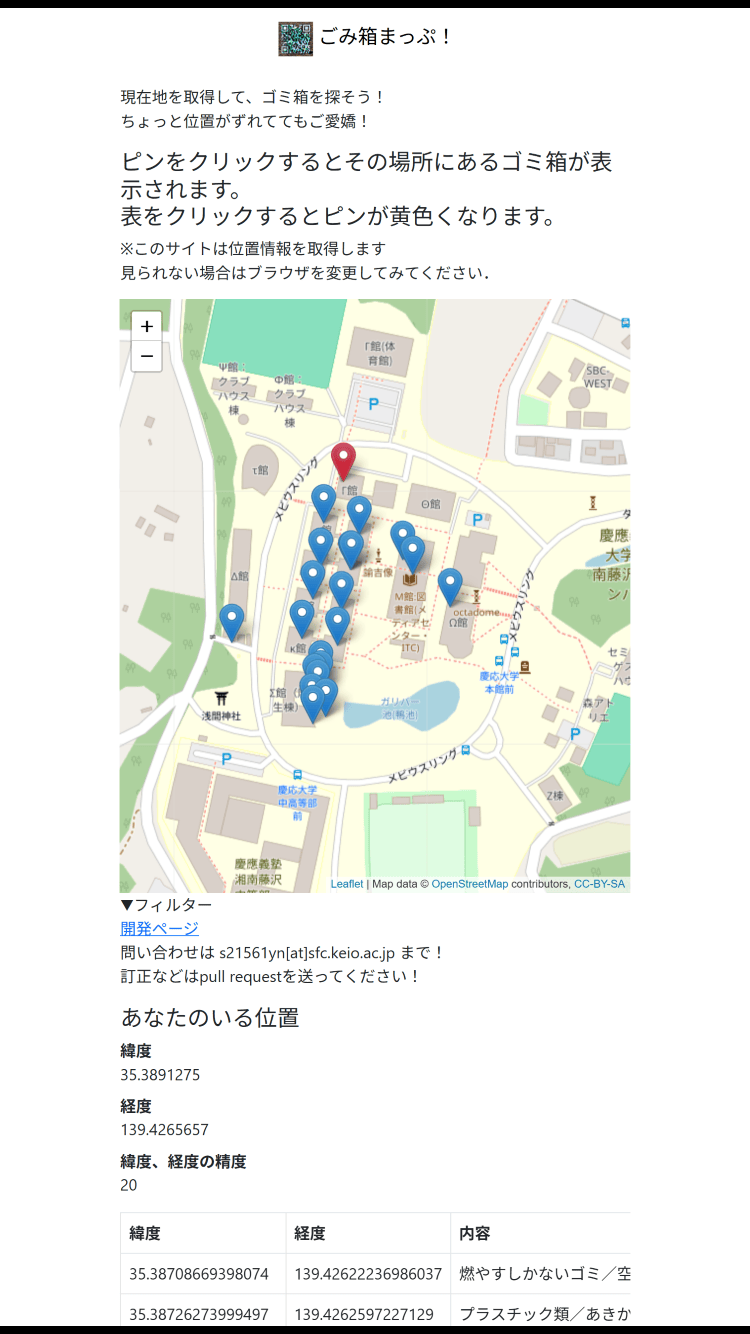 ごみ箱まっぷ！
現在地を取得して、ゴミ箱を探そう！
ちょっと位置がずれててもご愛嬌！
ピンをクリックするとその場所にあるゴミ箱が表
示されます。
表をクリックするとピンが黄色くなります。
※このサイトは位置情報を取得します
見られない場合はブラウザを変更してみてください．
+
−
Γ館(体
育館)
Ψ館：
クラブ
ハウス
棟
Φ館：
クラブ
ハウス
棟
SBC-
WEST
P
τ館
メビウスリング
Γ館
Θ館
P
慶應
大学
南藤沢
諭吉像
Δ館
M館:図
書館(メ
ディアセ
ンター・
ITC)
octadome
Ω館
メビウスリング
κ館
慶応大学
本館前
セミ
ゲス
ハウ
Σ館
生棟)
ガリバー
池(鴨池)
森アト
リエ
浅間神社
P
P
メビウスリング
慶応大学
中高等部
前
Z棟
慶應義塾
湘南藤沢
Leaflet | Map data © OpenStreetMap contributors, CC-BY-SA
▼フィルター
開発ページ
問い合わせは s21561yn[at]sfc.keio.ac.jp まで！
訂正などはpull requestを送ってください！
あなたのいる位置
緯度
35.3891275
経度
139.4265657
緯度、経度の精度
20
緯度 経度 内容
35.38708669398074 139.42622236986037 燃やすしかないゴミ／空
35.38726273999497 139.4262597227129 プラスチック類／あきか